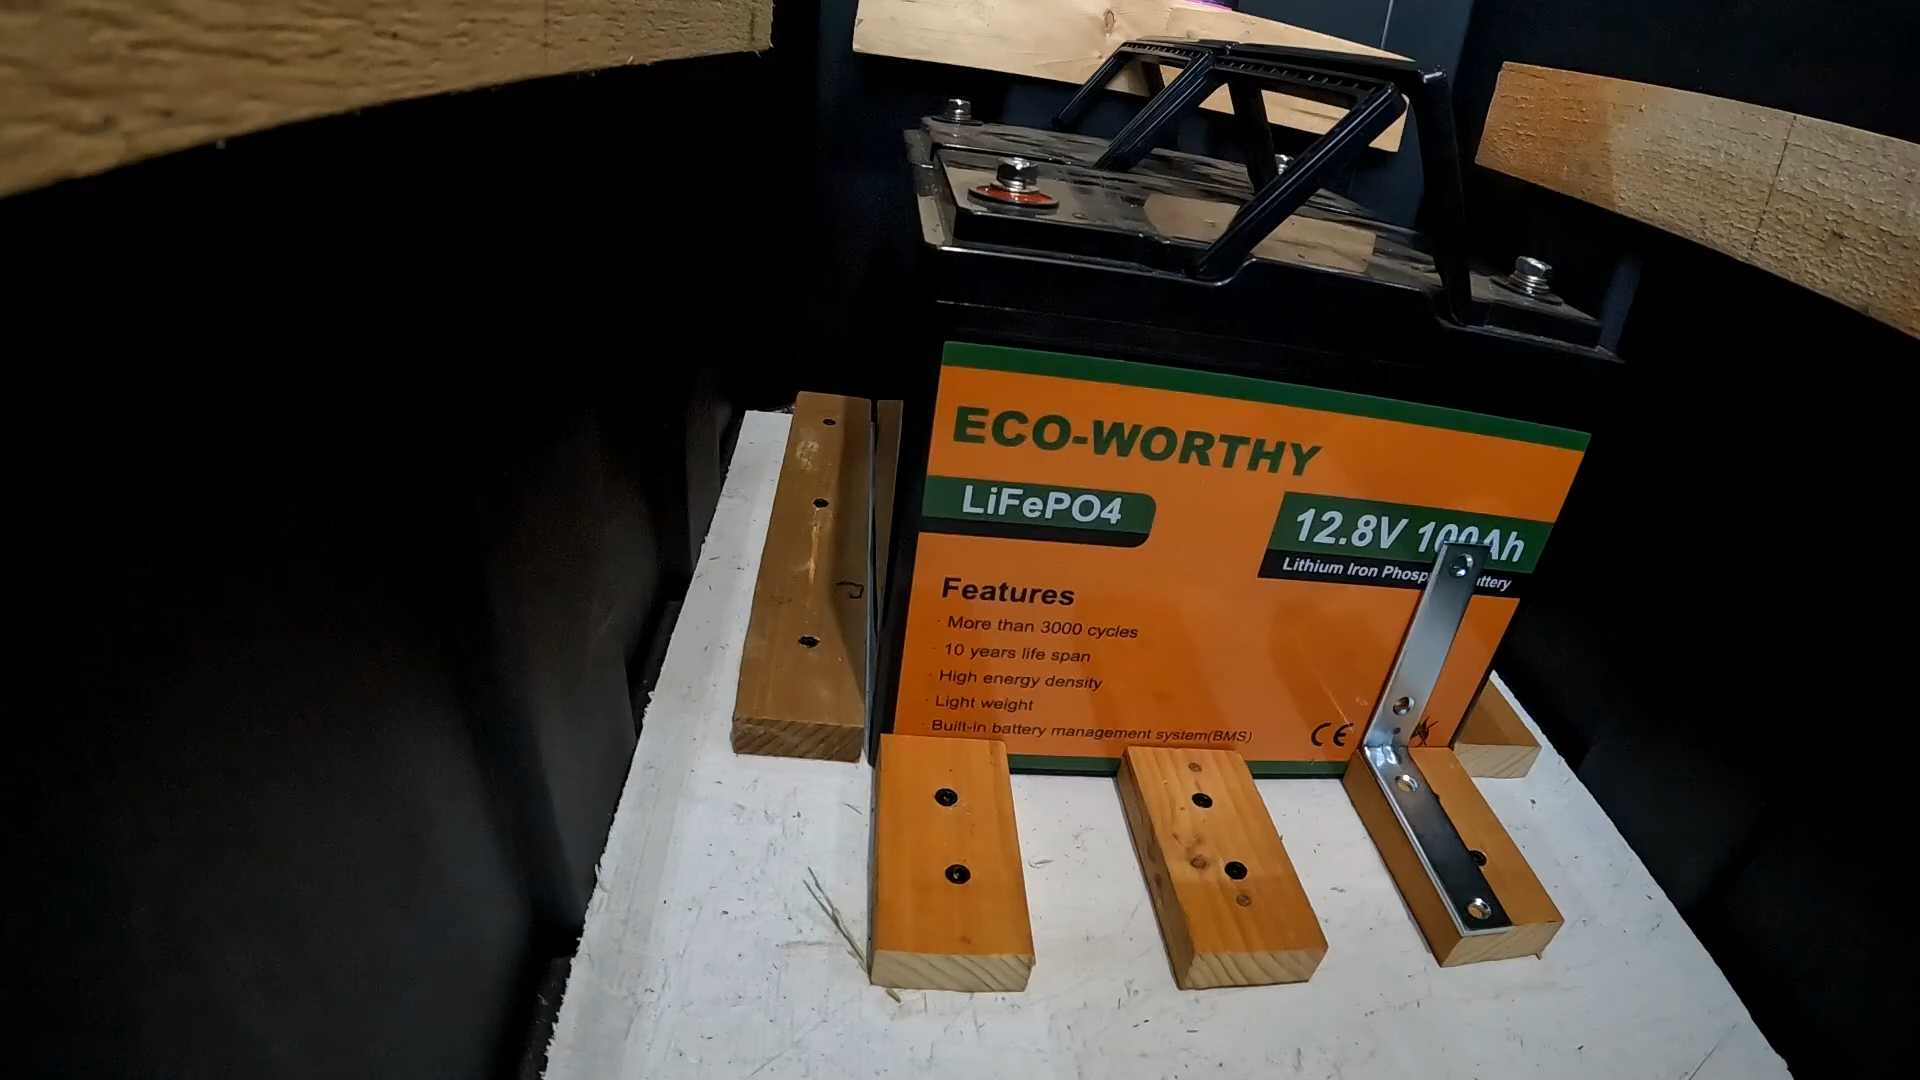 ECO-WORTHY
LiFePO4
12.8V 100Ah
Lithium Iron Phosp
Features
· More than 3000 cycles
· 10 years life span
· High energy density
· Light weight
· Built-in battery management system(BMS)
CE